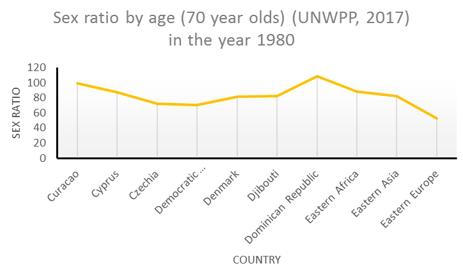 Sex ratio by age (70 year olds) (UNWPP, 2017)
in the year 1980
120
100
80
60
40
20
0
SEX RATIO
Curacao
Cyprus
Czechia
Democratic ...
Denmark
Djibouti
Dominican Republic
Eastern Africa
Eastern Asia
Eastern Europe
COUNTRY